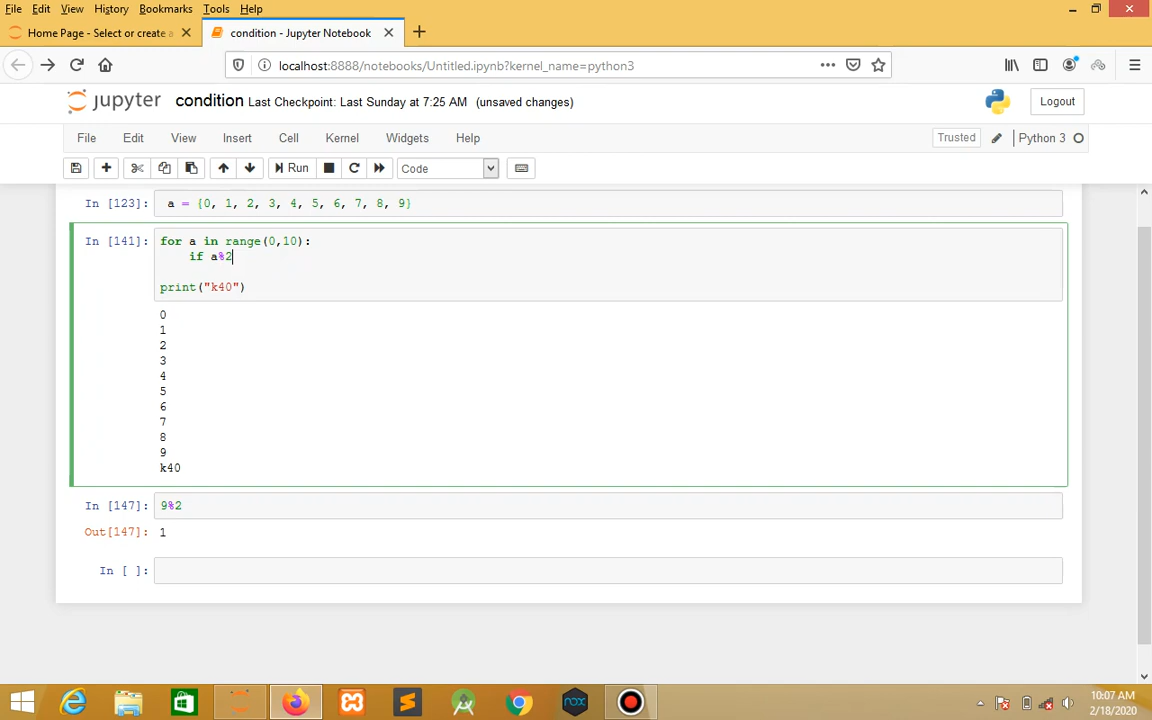 File Edit View History Bookmarks Tools Help
Home Page - Select or create a
condition - Jupyter Notebook
localhost:8888/notebooks/Untitled.ipynb?kernel_name=python3
jupyter condition Last Checkpoint: Last Sunday at 7:25 AM (unsaved changes)
Logout
File Edit View Insert Cell Kernel Widgets Help
Trusted Python 3
Run Code
In [123]: a = {0, 1, 2, 3, 4, 5, 6, 7, 8, 9}
In [141]: for a in range(0,10):
if a%2
print("k40")
0
1
2
3
4
5
6
7
8
9
k40
In [147]: 9%2
Out[147]: 1
In [ ]:
nox
10:07 AM
2/18/2020